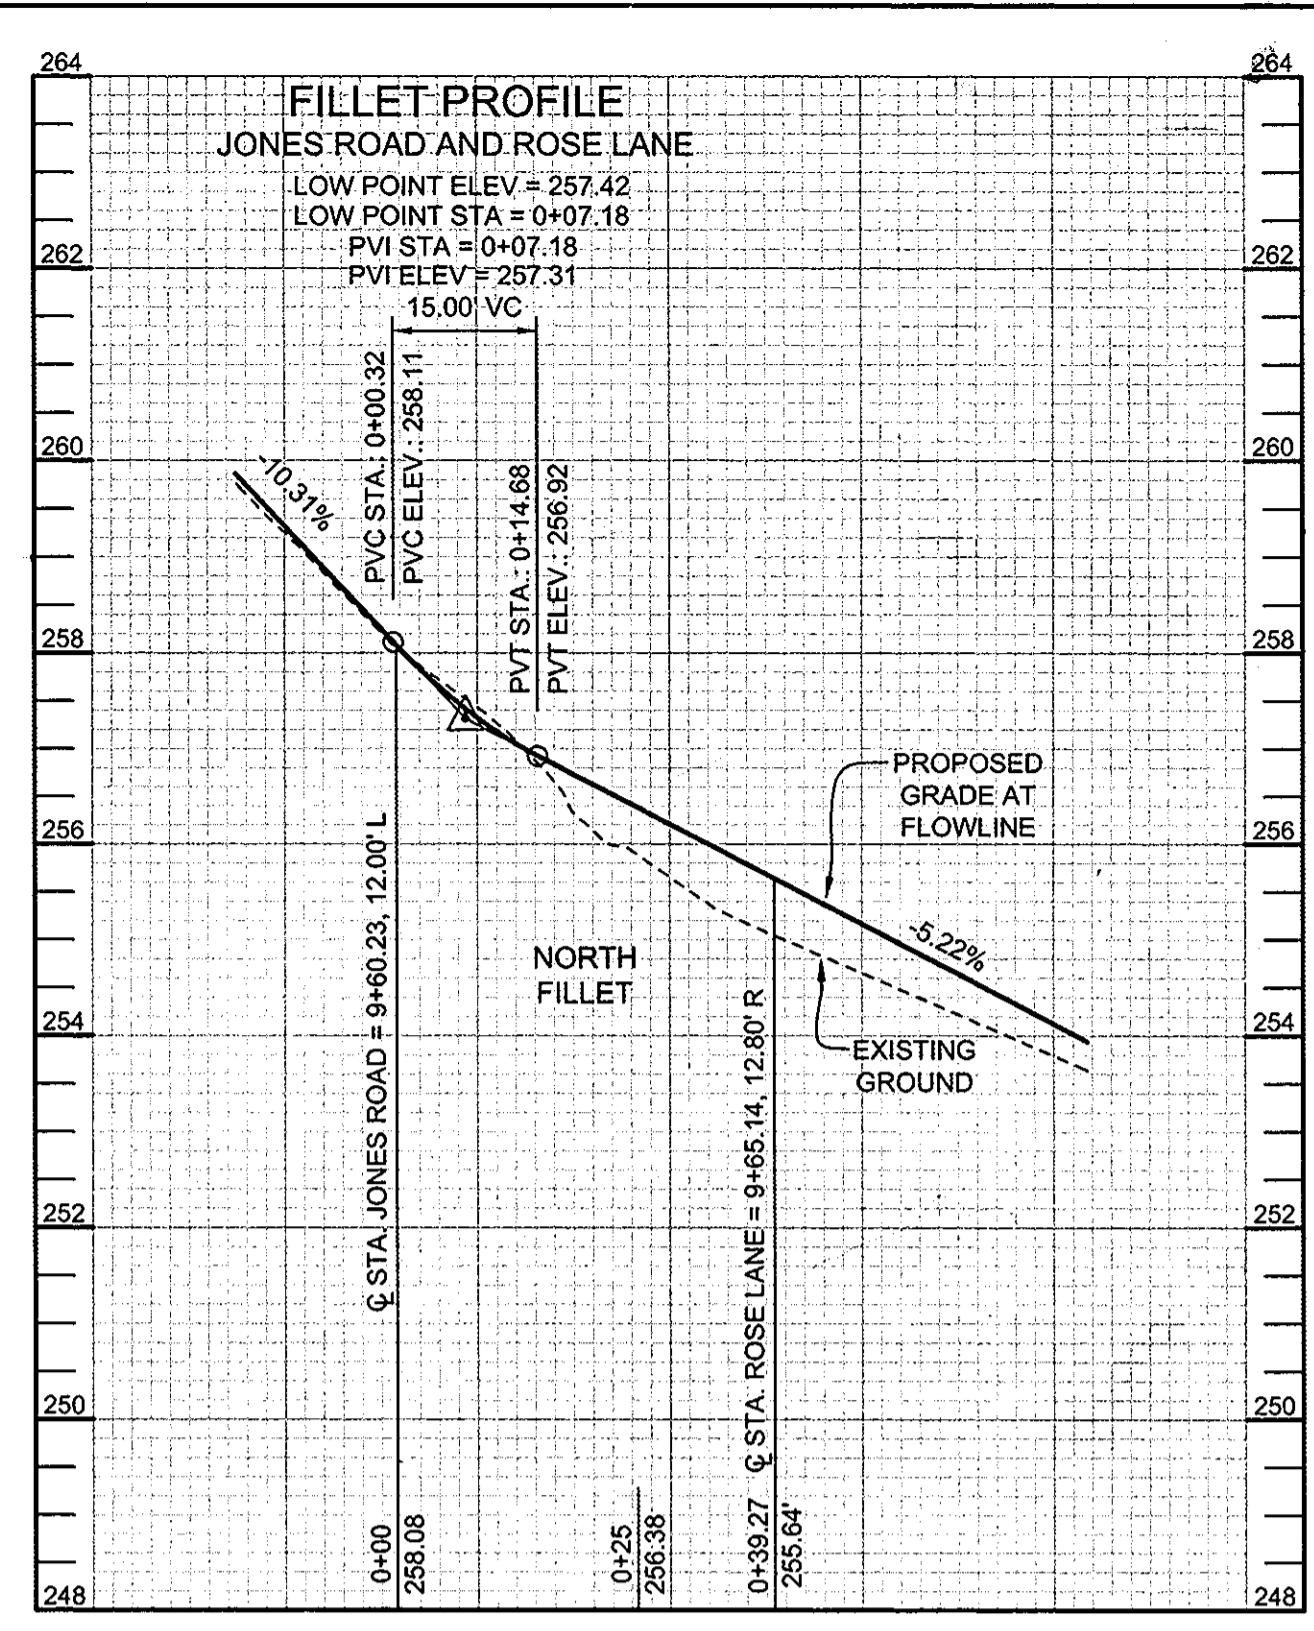 264
264
FILLET PROFILE
JONES ROAD AND ROSE LANE
LOW POINT ELEV = 257.42
LOW POINT STA = 0+07.18
PVI STA = 0+07.18
PVI ELEV = 257.31
15.00' VC
262
262
PVC STA.: 0+00.32
PVC ELEV.: 258.11
-10.31%
PVT STA.: 0+14.68
PVT ELEV.: 256.92
260
260
258
258
PROPOSED
GRADE AT
FLOWLINE
256
256
℄ STA. JONES ROAD = 9+60.23, 12.00' L
NORTH
FILLET
-5.22%
℄ STA. ROSE LANE = 9+65.14, 12.80' R
254
254
EXISTING
GROUND
252
252
250
250
0+00
258.08
0+25
256.38
0+39.27
255.64'
248
248